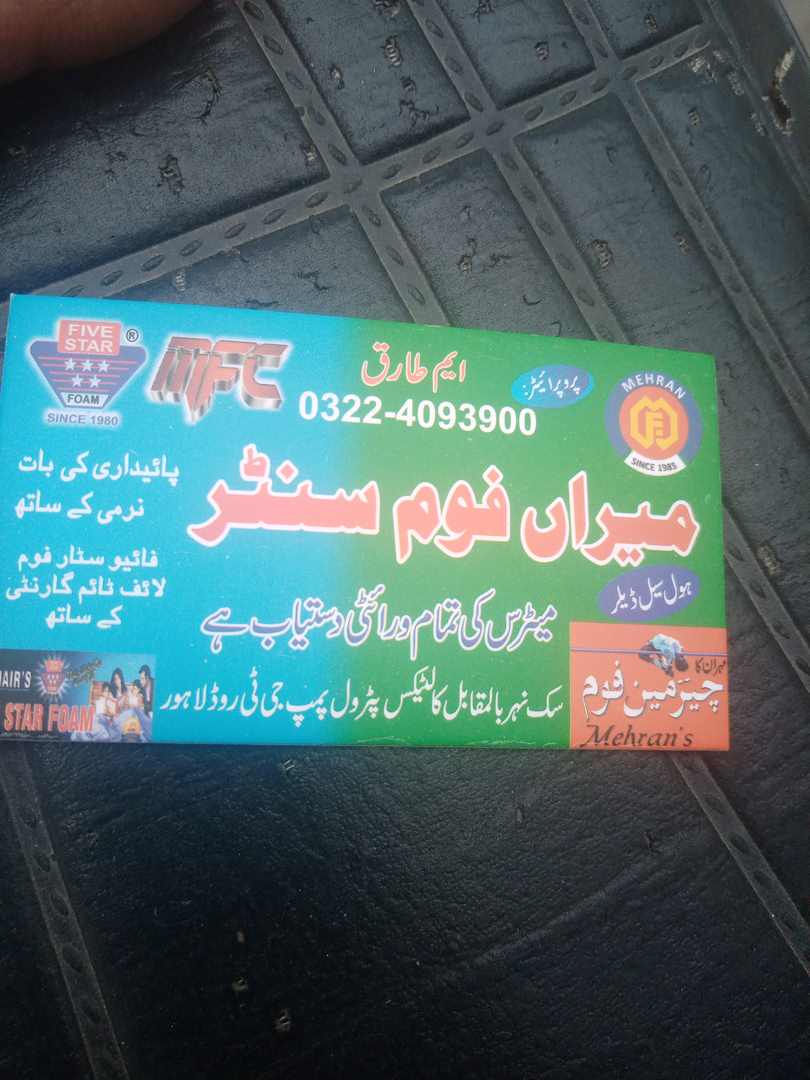 FIVE
STAR
®
FOAM
SINCE 1980
MFC
ایم طارق
پروپرائیٹر:
0322-4093900
MEHRAN
SINCE 1985
پائیداری کی بات
نرمی کے ساتھ
میراں فوم سنٹر
فائیو سٹار فوم
لائف ٹائم گارنٹی
کے ساتھ
ہول سیل ڈیلر
میٹرس کی تمام ورائٹی دستیاب ہے
سک نہر بالمقابل کالٹیکس پٹرول پمپ جی ٹی روڈ لاہور
مہران کا
چیئرمین فوم
Mehran's
STAR FOAM